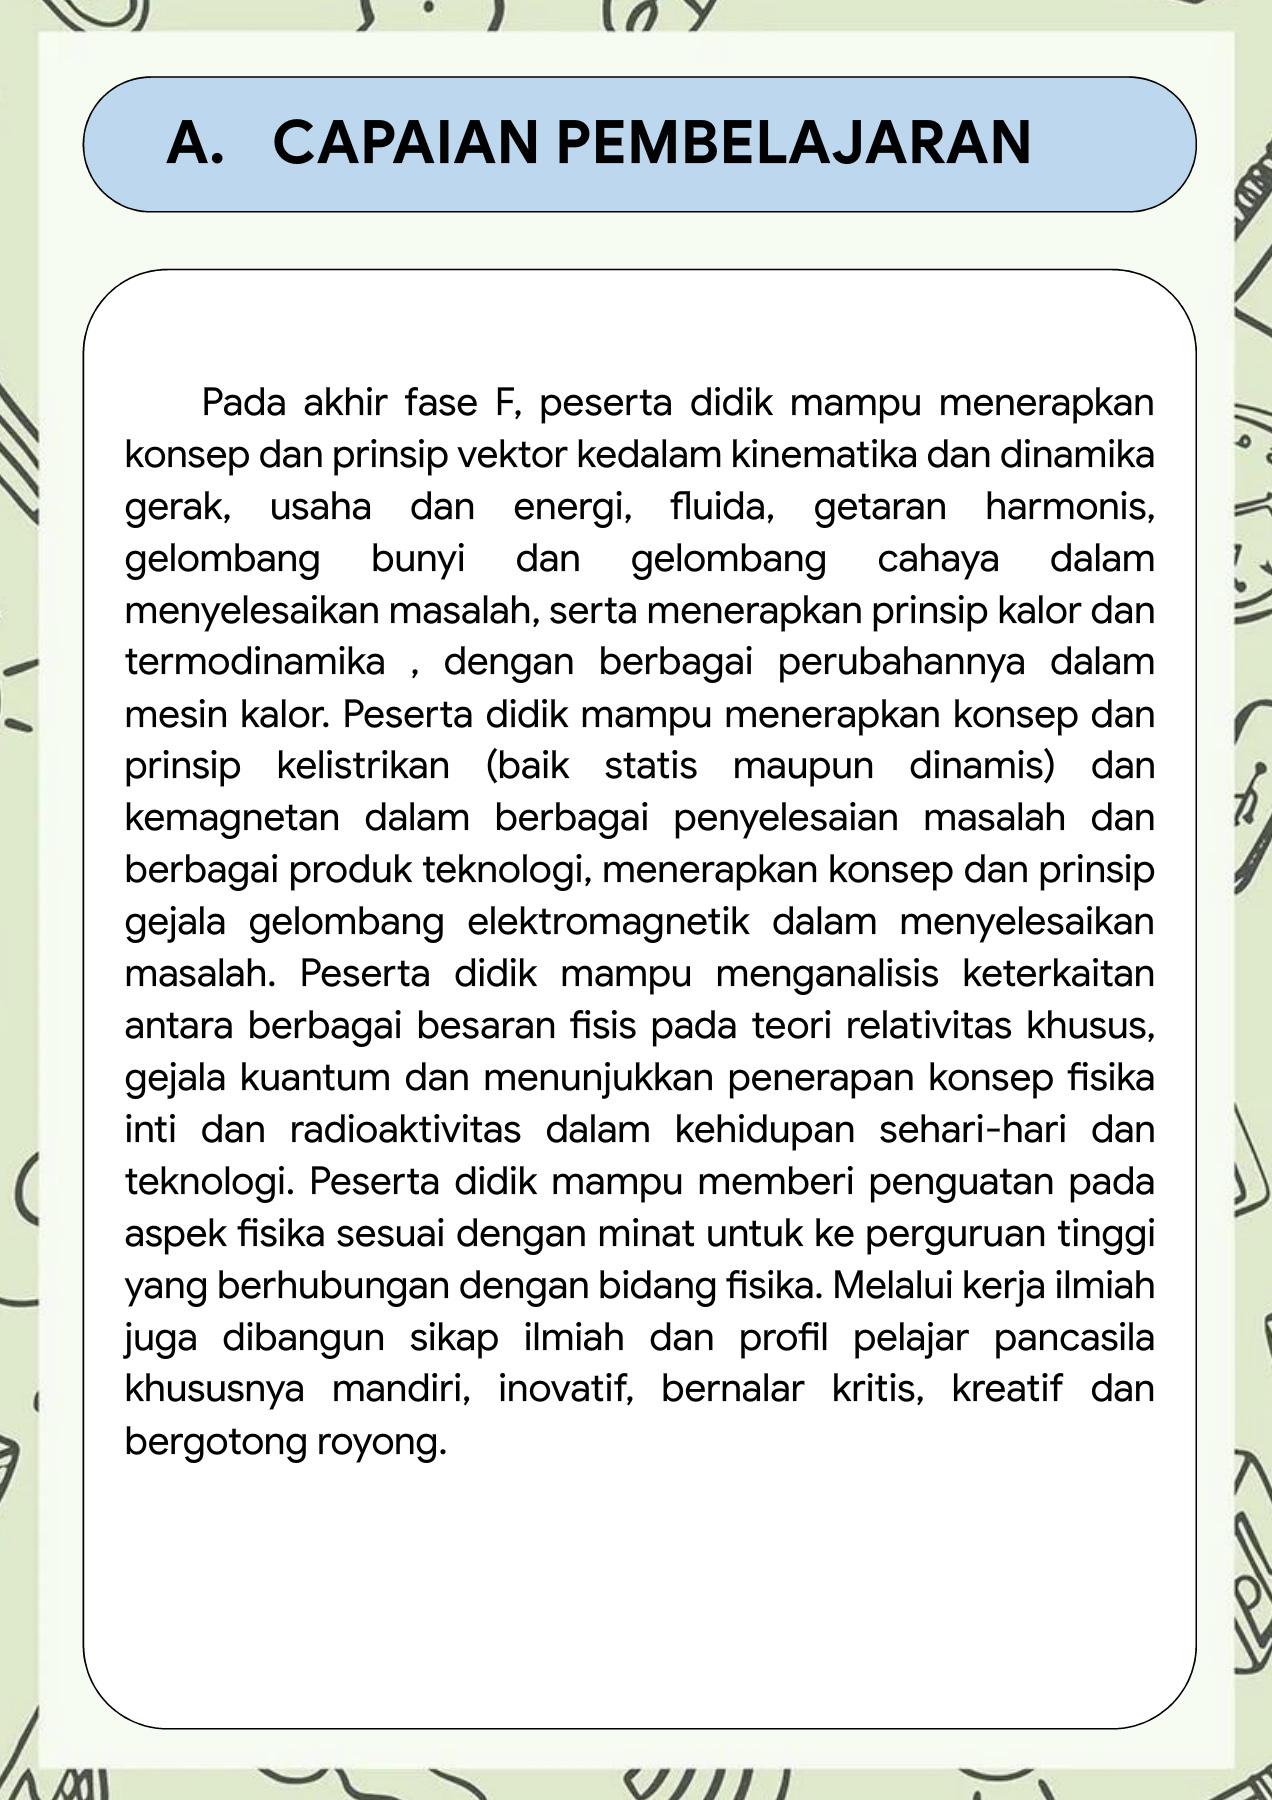 A. CAPAIAN PEMBELAJARAN
Pada akhir fase F, peserta didik mampu menerapkan
konsep dan prinsip vektor kedalam kinematika dan dinamika
gerak, usaha dan energi, fluida, getaran harmonis,
gelombang bunyi dan gelombang cahaya dalam
menyelesaikan masalah, serta menerapkan prinsip kalor dan
termodinamika , dengan berbagai perubahannya dalam
mesin kalor. Peserta didik mampu menerapkan konsep dan
prinsip kelistrikan (baik statis maupun dinamis) dan
kemagnetan dalam berbagai penyelesaian masalah dan
berbagai produk teknologi, menerapkan konsep dan prinsip
gejala gelombang elektromagnetik dalam menyelesaikan
masalah. Peserta didik mampu menganalisis keterkaitan
antara berbagai besaran fisis pada teori relativitas khusus,
gejala kuantum dan menunjukkan penerapan konsep fisika
inti dan radioaktivitas dalam kehidupan sehari-hari dan
teknologi. Peserta didik mampu memberi penguatan pada
aspek fisika sesuai dengan minat untuk ke perguruan tinggi
yang berhubungan dengan bidang fisika. Melalui kerja ilmiah
juga dibangun sikap ilmiah dan profil pelajar pancasila
khususnya mandiri, inovatif, bernalar kritis, kreatif dan
bergotong royong.